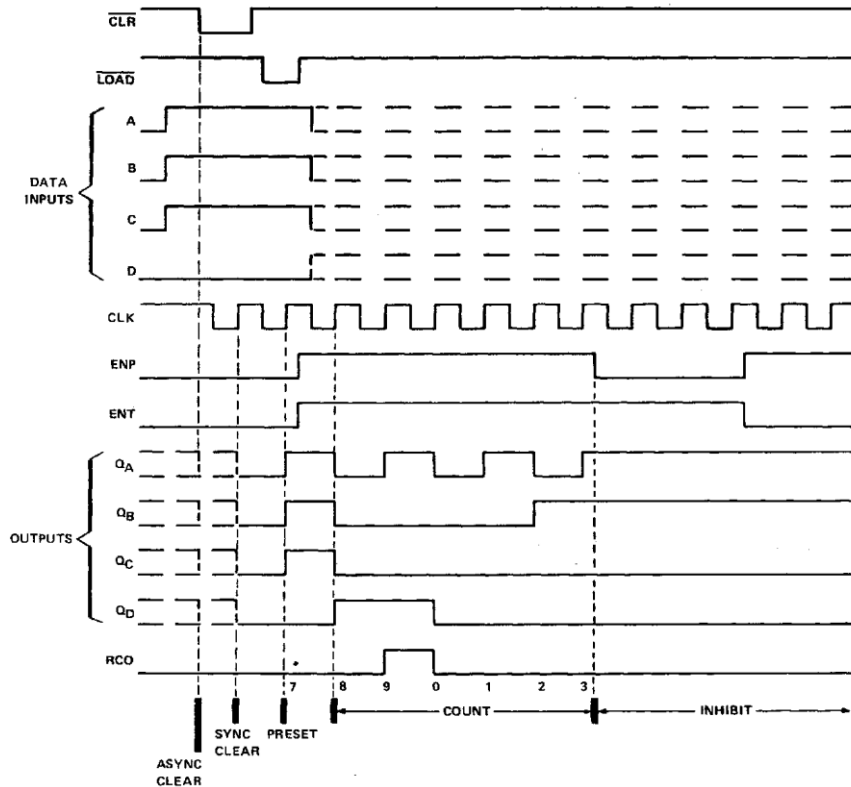 CLR
LOAD
A
B
DATA
INPUTS
C
D
CLK
ENP
ENT
QA
QB
OUTPUTS
QC
QD
RCO
7 8 9 0 1 2 3
COUNT INHIBIT
SYNC PRESET
CLEAR
ASYNC
CLEAR